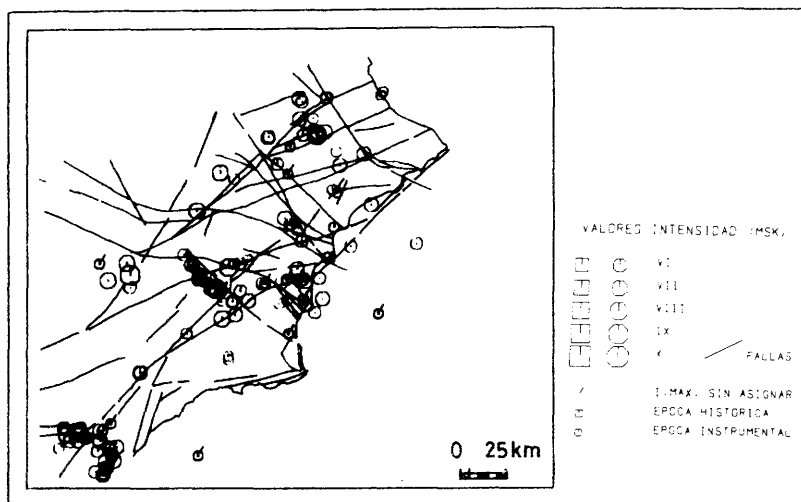 VALORES INTENSIDAD (MSK)
VI
VII
VIII
IX
X
FALLAS
I.MAX. SIN ASIGNAR
EPOCA HISTORICA
EPOCA INSTRUMENTAL
0 25km